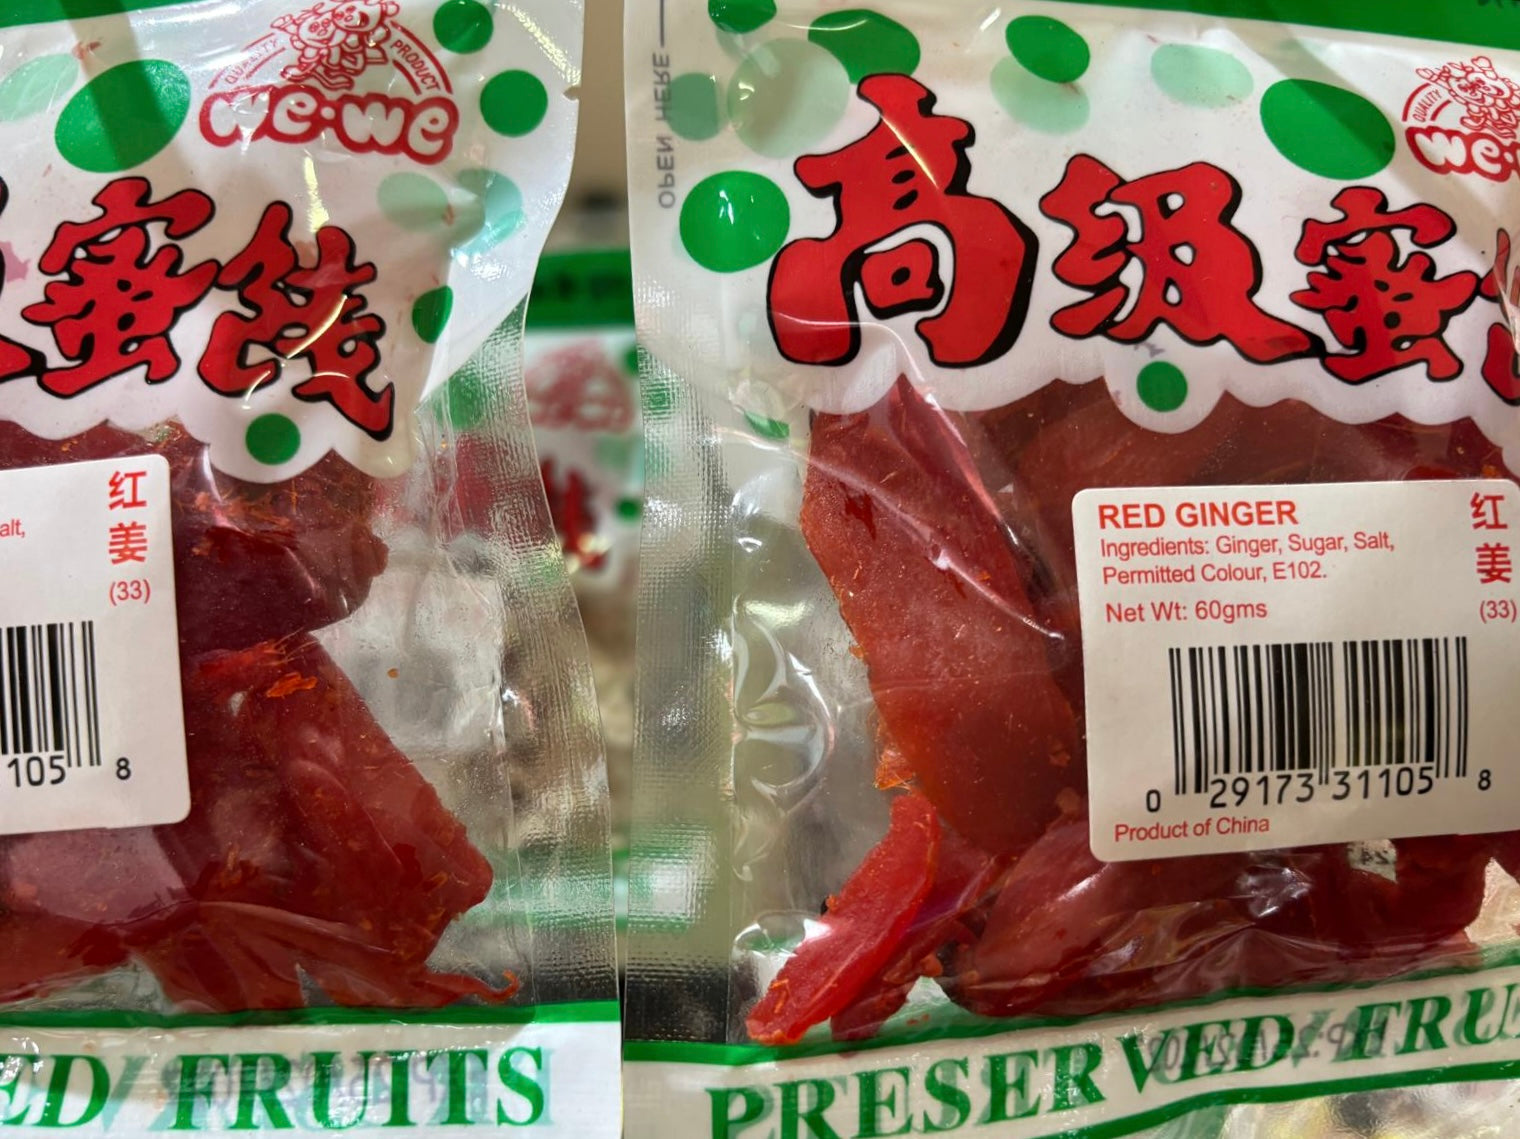 QUALITY PRODUCT
we·we
蜜饯
红姜
alt,
(33)
105 8
ED FRUITS
OPEN HERE
QUALITY
we·
高级蜜
RED GINGER
红姜
Ingredients: Ginger, Sugar, Salt,
Permitted Colour, E102.
Net Wt: 60gms
(33)
0 29173 31105 8
Product of China
PRESERVED FRU